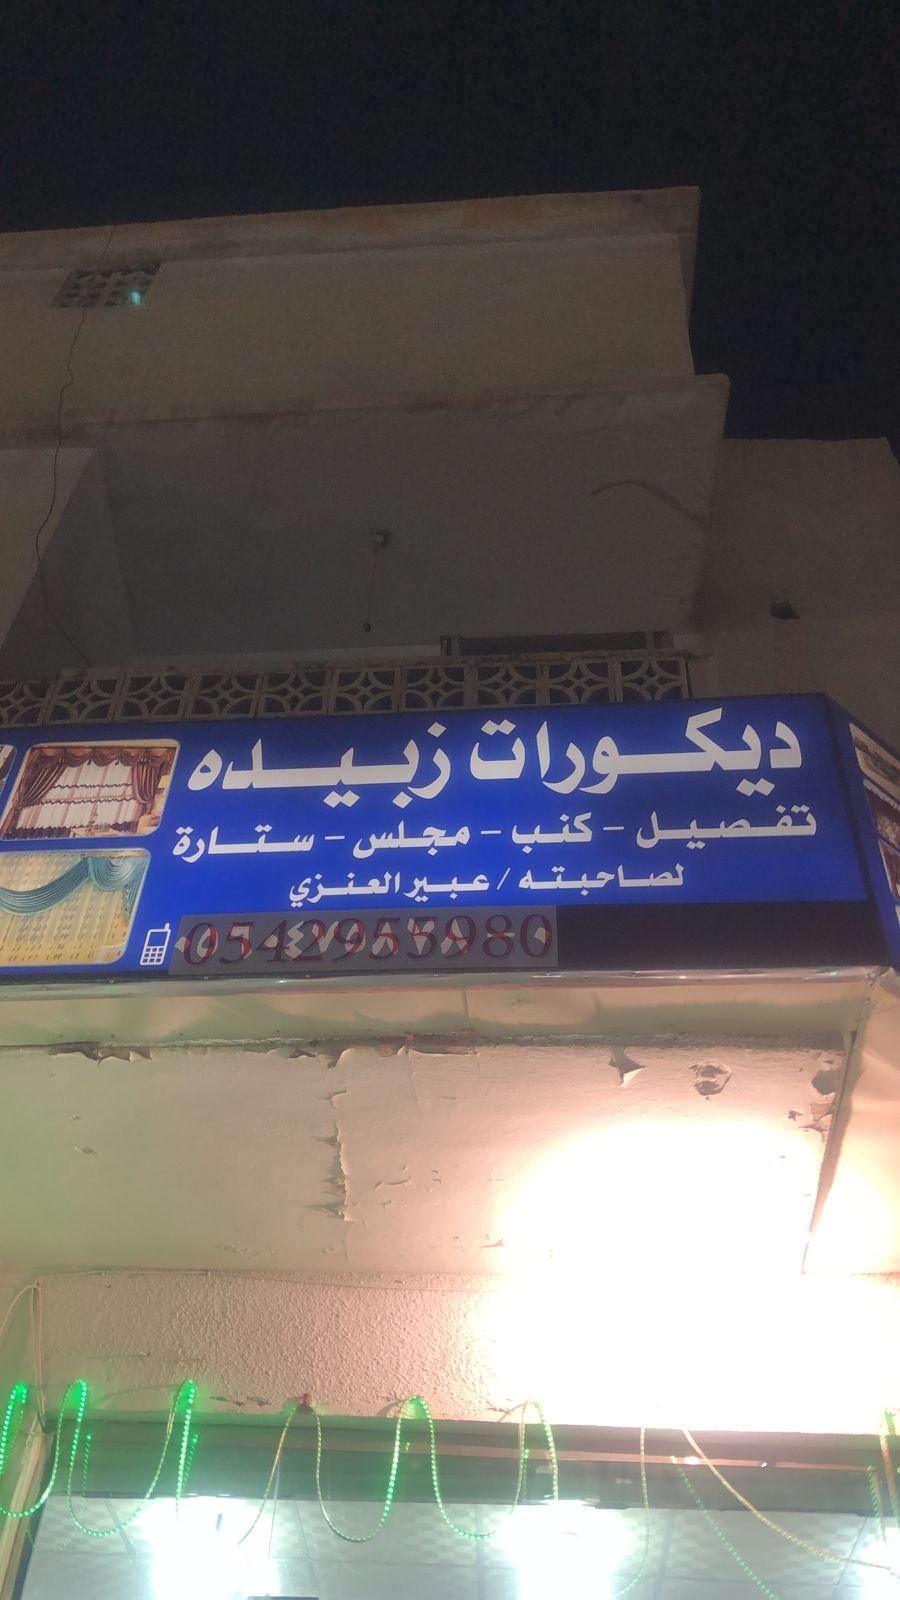 ديكورات زبيده
تفصيل - كنب - مجلس - ستارة
لصاحبته / عبير العنزي
0542955980